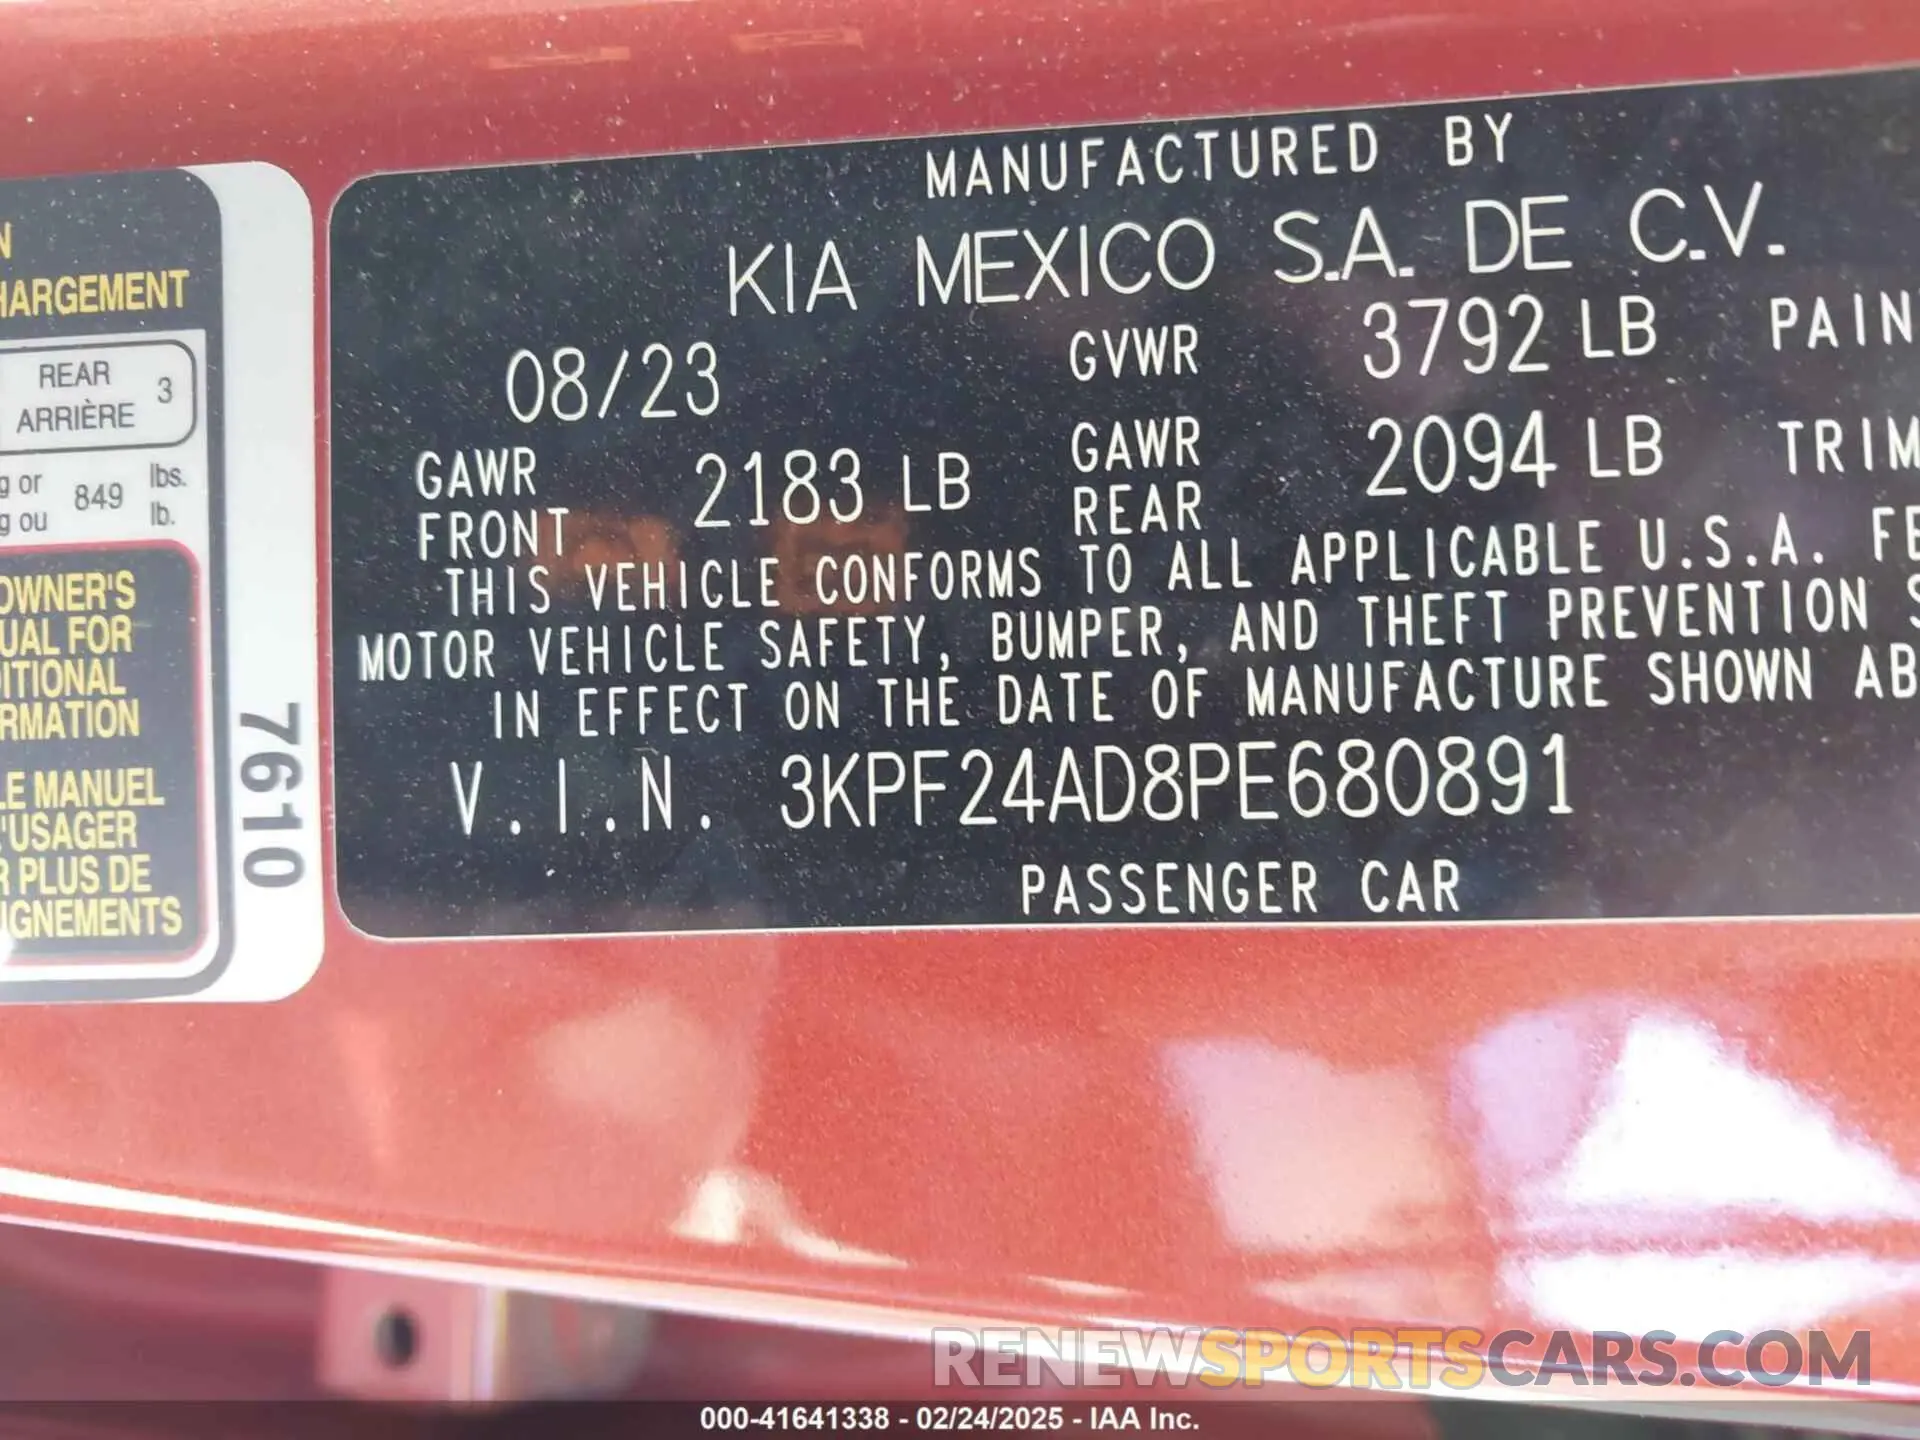 N
HARGEMENT
REAR
ARRIÈRE
3
g or
g ou
849
lbs.
lb.
OWNER'S
UAL FOR
ITIONAL
RMATION
LE MANUEL
'USAGER
R PLUS DE
IGNEMENTS
7610
MANUFACTURED BY
KIA MEXICO S.A. DE C.V.
08/23 GVWR 3792 LB PAIN
GAWR FRONT 2183 LB GAWR REAR 2094 LB TRIM
THIS VEHICLE CONFORMS TO ALL APPLICABLE U.S.A. FE
MOTOR VEHICLE SAFETY, BUMPER, AND THEFT PREVENTION S
IN EFFECT ON THE DATE OF MANUFACTURE SHOWN AB
V.I.N. 3KPF24AD8PE680891
PASSENGER CAR
RENEWSPORTSCARS.COM
000-41641338 - 02/24/2025 - IAA Inc.